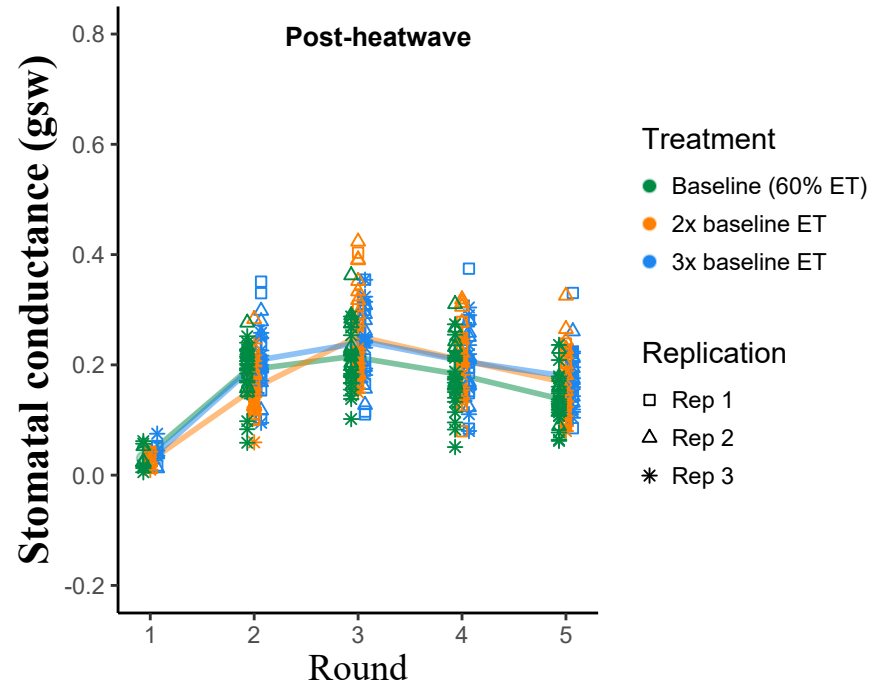 Post-heatwave
Stomatal conductance (gsw)
0.8
0.6
0.4
0.2
0.0
-0.2
1 2 3 4 5
Round
Treatment
Baseline (60% ET)
2x baseline ET
3x baseline ET
Replication
Rep 1
Rep 2
Rep 3